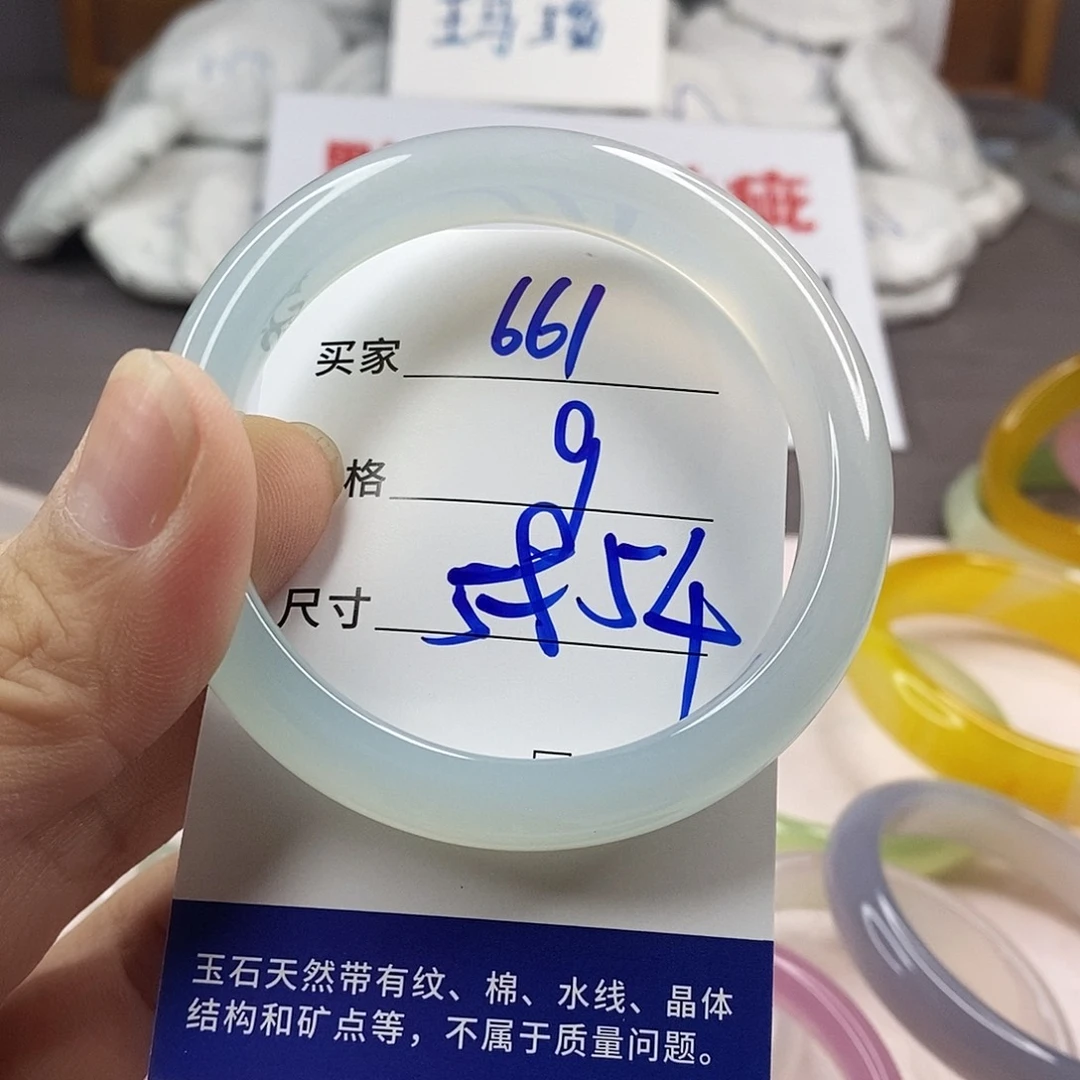 玛瑙
疵
买家 661
格 9
尺寸 54
玉石天然带有纹、棉、水线、晶体
结构和矿点等，不属于质量问题。